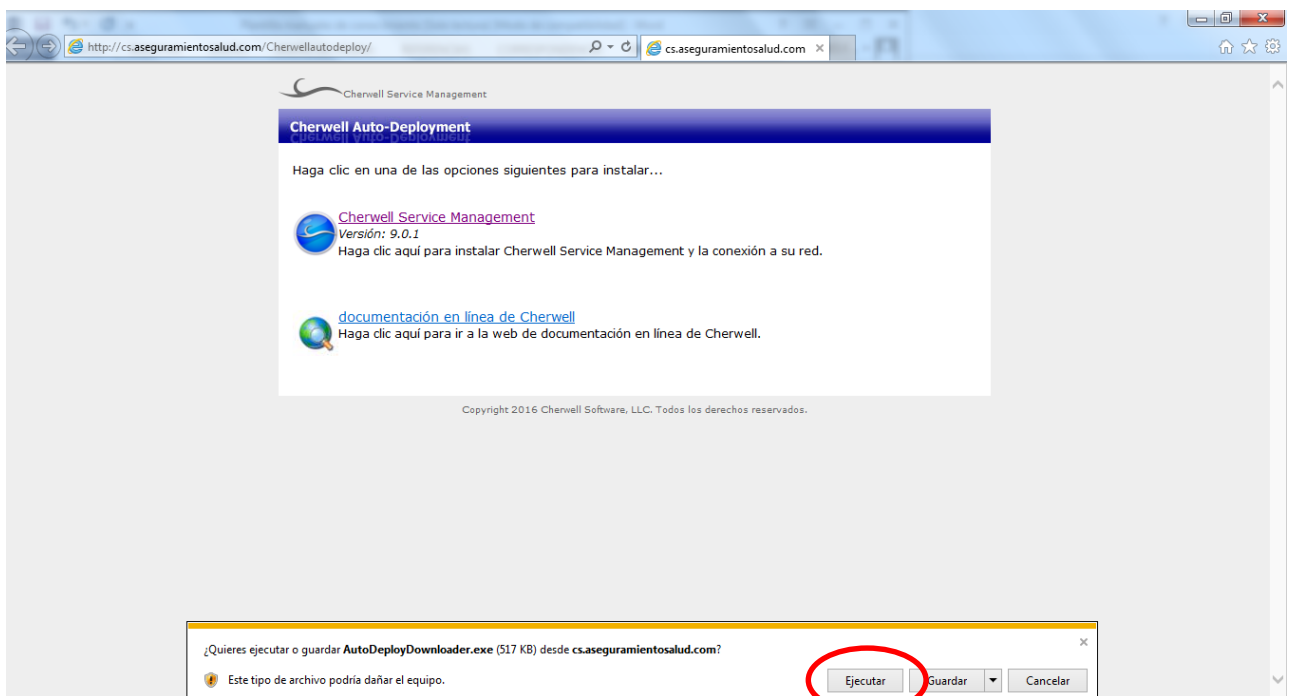 http://cs.aseguramientosalud.com/Cherwellautodeploy/
cs.aseguramientosalud.com
Cherwell Service Management
Cherwell Auto-Deployment
Haga clic en una de las opciones siguientes para instalar...
Cherwell Service Management
Versión: 9.0.1
Haga clic aquí para instalar Cherwell Service Management y la conexión a su red.
documentación en línea de Cherwell
Haga clic aquí para ir a la web de documentación en línea de Cherwell.
Copyright 2016 Cherwell Software, LLC. Todos los derechos reservados.
¿Quieres ejecutar o guardar AutoDeployDownloader.exe (517 KB) desde cs.aseguramientosalud.com?
Este tipo de archivo podría dañar el equipo.
Ejecutar Guardar Cancelar